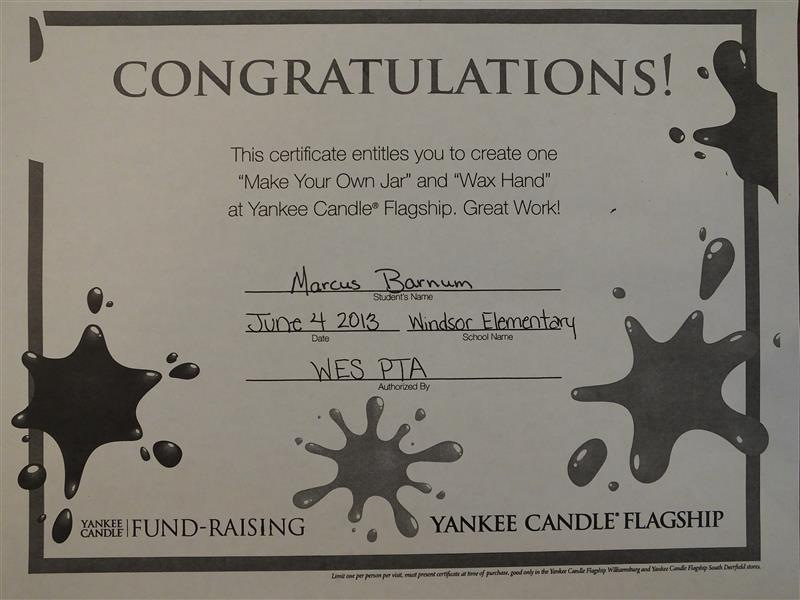 CONGRATULATIONS!
This certificate entitles you to create one
“Make Your Own Jar” and “Wax Hand”
at Yankee Candle® Flagship. Great Work!
Marcus Barnum
Student's Name
June 4 2013 Windsor Elementary
Date School Name
WES PTA
Authorized By
YANKEE CANDLE® FUND-RAISING
YANKEE CANDLE® FLAGSHIP
Limit one per person per visit, must present certificate at time of purchase, good only in the Yankee Candle Flagship Williamsburg and Yankee Candle Flagship South Deerfield stores.